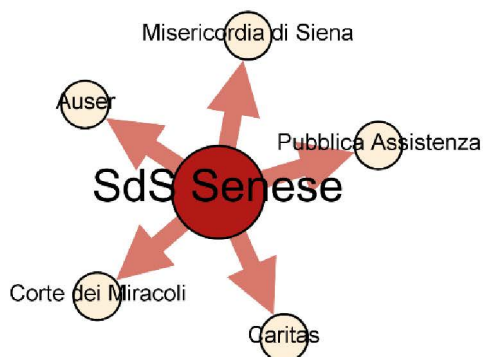 Misericordia di Siena
Auser
Pubblica Assistenza
SdS Senese
Corte dei Miracoli
Caritas